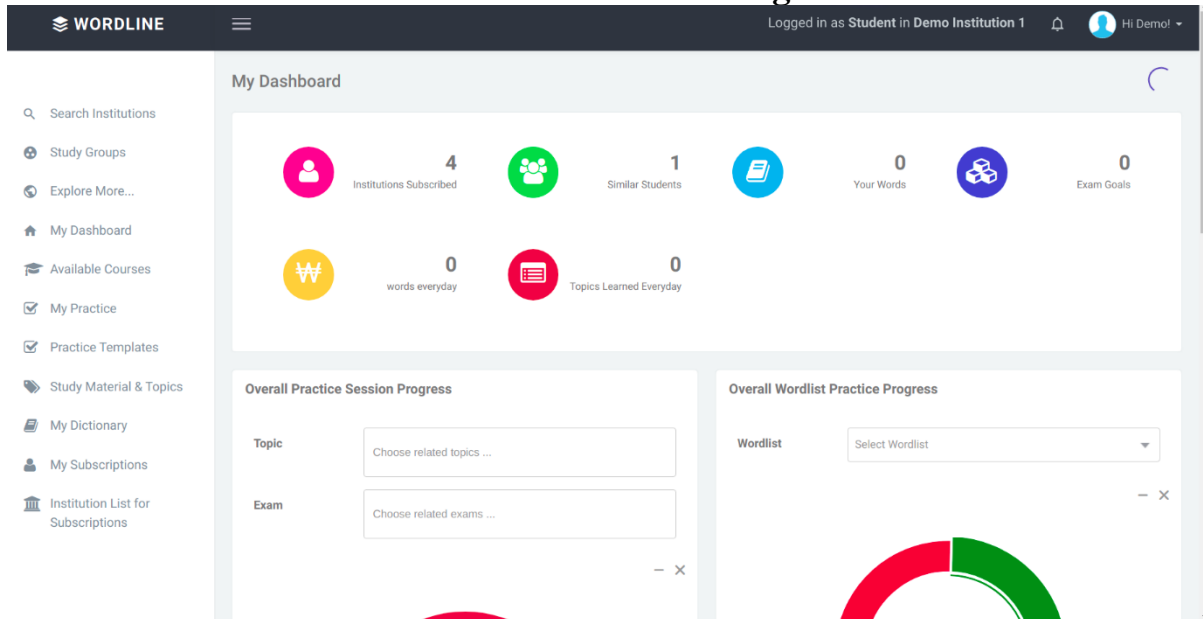 WORDLINE
Logged in as Student in Demo Institution 1
Hi Demo!
My Dashboard
Search Institutions
Study Groups
Explore More...
My Dashboard
Available Courses
My Practice
Practice Templates
Study Material & Topics
My Dictionary
My Subscriptions
Institution List for
Subscriptions
4
Institutions Subscribed
1
Similar Students
0
Your Words
0
Exam Goals
0
words everyday
0
Topics Learned Everyday
Overall Practice Session Progress
Topic
Choose related topics ...
Exam
Choose related exams ...
Overall Wordlist Practice Progress
Wordlist
Select Wordlist